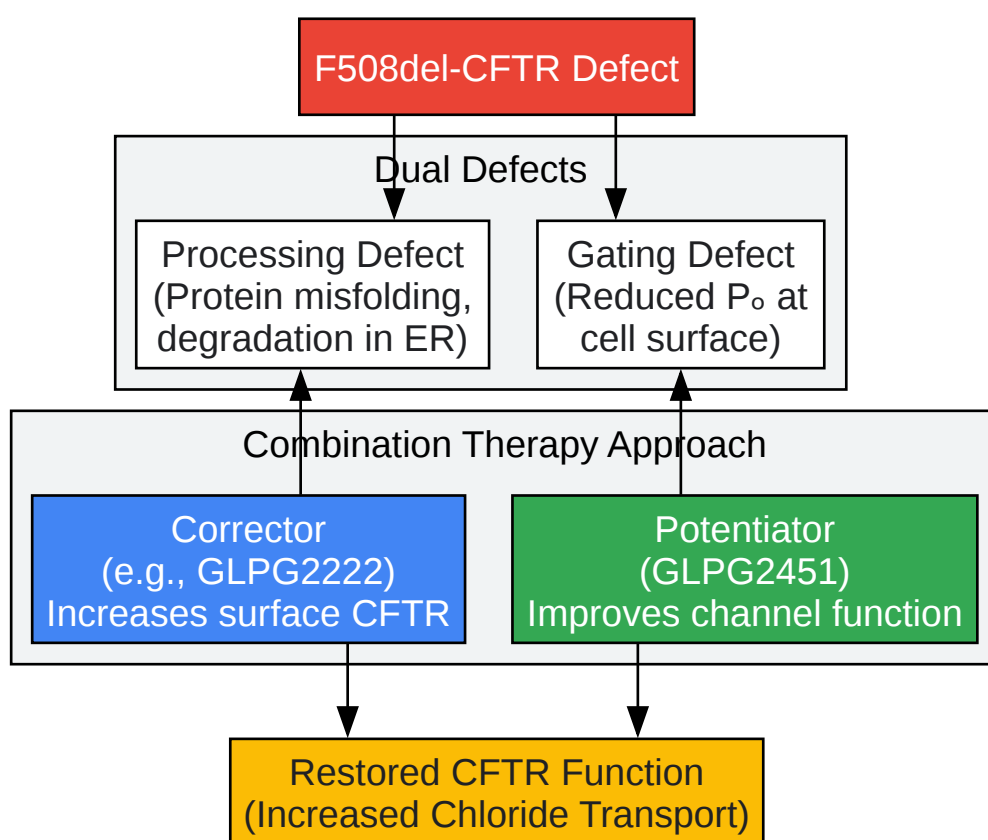 F508del-CFTR Defect
Dual Defects
Processing Defect
(Protein misfolding,
degradation in ER)
Gating Defect
(Reduced Pₒ at
cell surface)
Combination Therapy Approach
Corrector
(e.g., GLPG2222)
Increases surface CFTR
Potentiator
(GLPG2451)
Improves channel function
Restored CFTR Function
(Increased Chloride Transport)